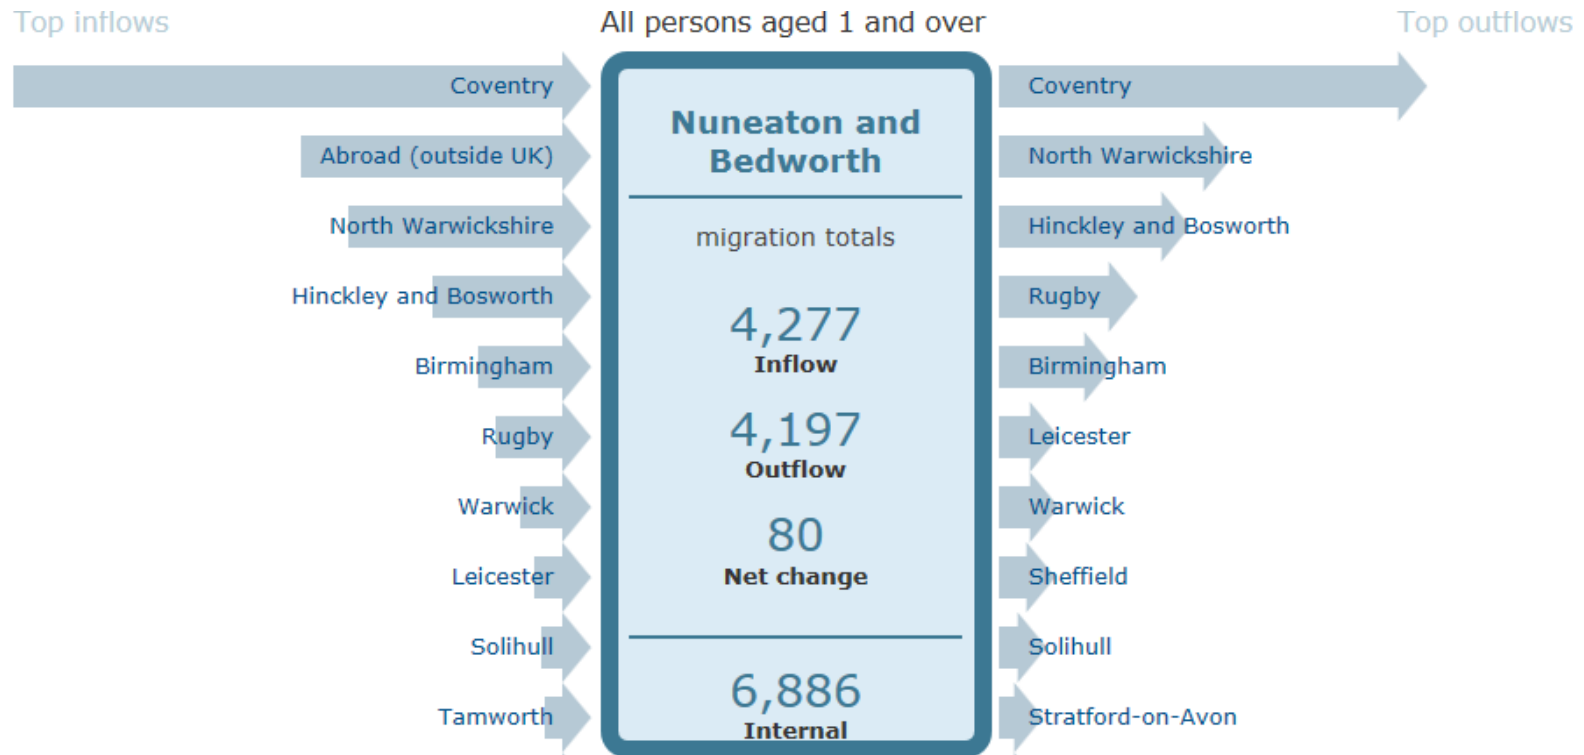 Top inflows
All persons aged 1 and over
Top outflows
Coventry
Abroad (outside UK)
North Warwickshire
Hinckley and Bosworth
Birmingham
Rugby
Warwick
Leicester
Solihull
Tamworth
Nuneaton and
Bedworth
migration totals
4,277
Inflow
4,197
Outflow
80
Net change
6,886
Internal
Coventry
North Warwickshire
Hinckley and Bosworth
Rugby
Birmingham
Leicester
Warwick
Sheffield
Solihull
Stratford-on-Avon